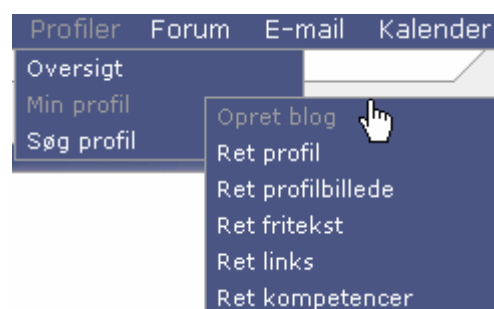 Profiler Forum E-mail Kalender
Oversigt
Min profil
Søg profil
Opret blog
Ret profil
Ret profilbillede
Ret fritekst
Ret links
Ret kompetencer